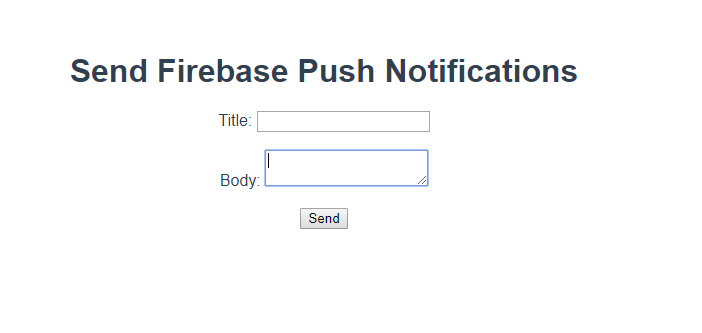 Send Firebase Push Notifications
Title:
Body:
Send